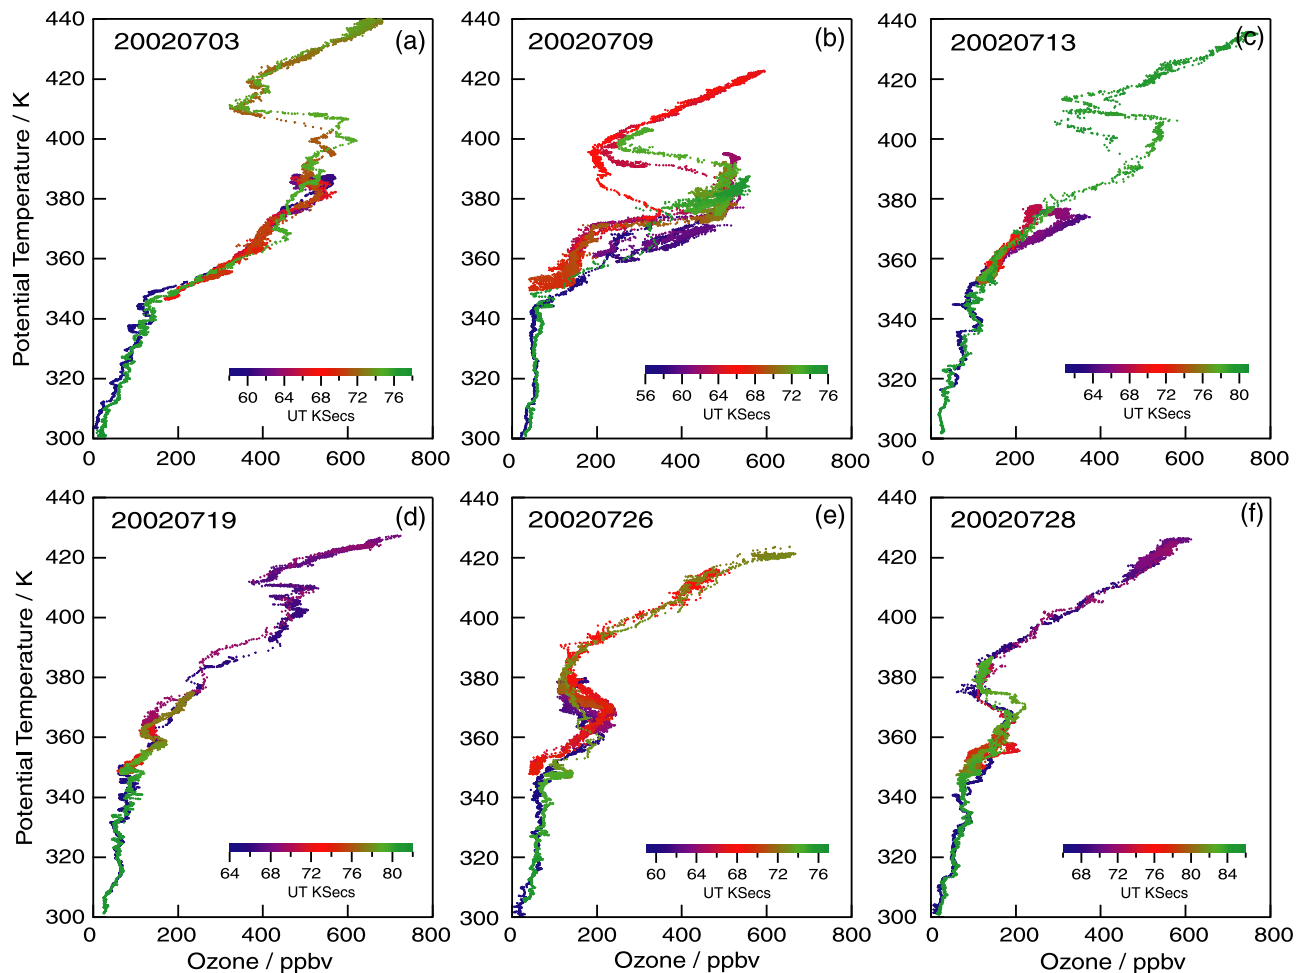 440
420
400
380
360
340
320
300
Potential Temperature / K
20020703
(a)
60 64 68 72 76
UT KSecs
0 200 400 600 800
440
420
400
380
360
340
320
300
20020709
(b)
56 60 64 68 72 76
UT KSecs
0 200 400 600 800
440
420
400
380
360
340
320
300
20020713
(c)
64 68 72 76 80
UT KSecs
0 200 400 600 800
440
420
400
380
360
340
320
300
Potential Temperature / K
20020719
(d)
64 68 72 76 80
UT KSecs
0 200 400 600 800
Ozone / ppbv
440
420
400
380
360
340
320
300
20020726
(e)
60 64 68 72 76
UT KSecs
0 200 400 600 800
Ozone / ppbv
440
420
400
380
360
340
320
300
20020728
(f)
68 72 76 80 84
UT KSecs
0 200 400 600 800
Ozone / ppbv